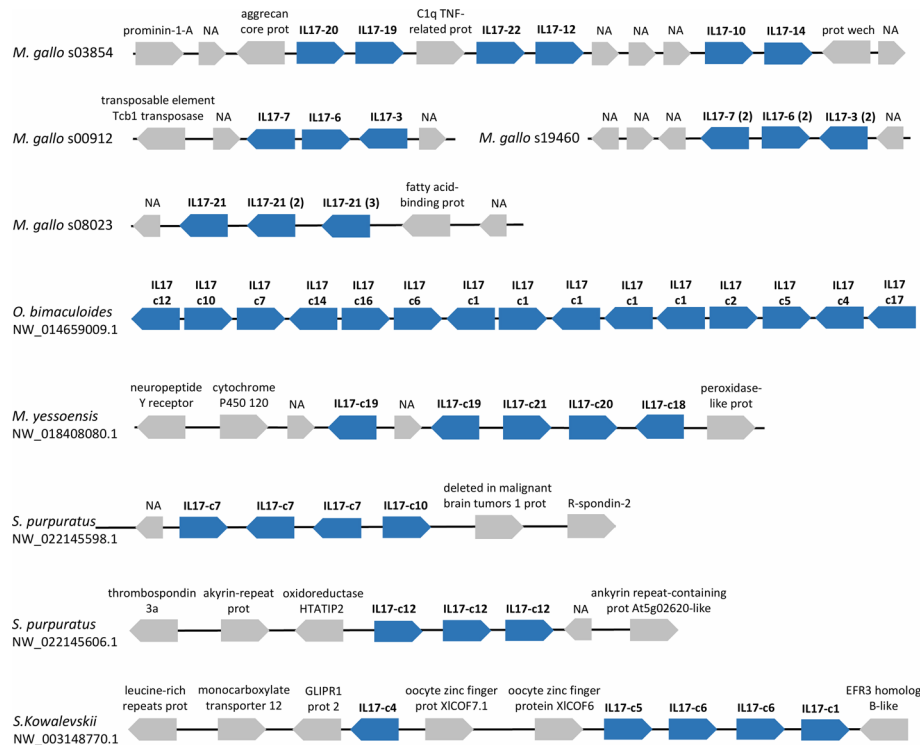 aggrecan
C1q TNF-
prominin-1-A NA core prot IL17-20 IL17-19 related prot IL17-22 IL17-12 NA NA NA IL17-10 IL17-14 prot wech NA
M. gallo s03854
transposable element
Tcb1 transposase NA IL17-7 IL17-6 IL17-3 NA
M. gallo s00912
NA NA NA IL17-7 (2) IL17-6 (2) IL17-3 (2) NA
M. gallo s19460
fatty acid-
NA IL17-21 IL17-21 (2) IL17-21 (3) binding prot NA
M. gallo s08023
IL17 IL17 IL17 IL17 IL17 IL17 IL17 IL17 IL17 IL17 IL17 IL17 IL17 IL17 IL17
c12 c10 c7 c14 c16 c6 c1 c1 c1 c1 c1 c2 c5 c4 c17
O. bimaculoides
NW_014659009.1
neuropeptide cytochrome peroxidase-
Y receptor P450 120 NA IL17-c19 NA IL17-c19 IL17-c21 IL17-c20 IL17-c18 like prot
M. yessoensis
NW_018408080.1
deleted in malignant
NA IL17-c7 IL17-c7 IL17-c7 IL17-c10 brain tumors 1 prot R-spondin-2
S. purpuratus
NW_022145598.1
thrombospondin akyrin-repeat oxidoreductase ankyrin repeat-containing
3a prot HTATIP2 IL17-c12 IL17-c12 IL17-c12 NA prot At5g02620-like
S. purpuratus
NW_022145606.1
leucine-rich monocarboxylate GLIPR1 oocyte zinc finger oocyte zinc finger EFR3 homolog
repeats prot transporter 12 prot 2 IL17-c4 prot XlCOF7.1 protein XlCOF6 IL17-c5 IL17-c6 IL17-c6 IL17-c1 B-like
S.Kowalevskii
NW_003148770.1